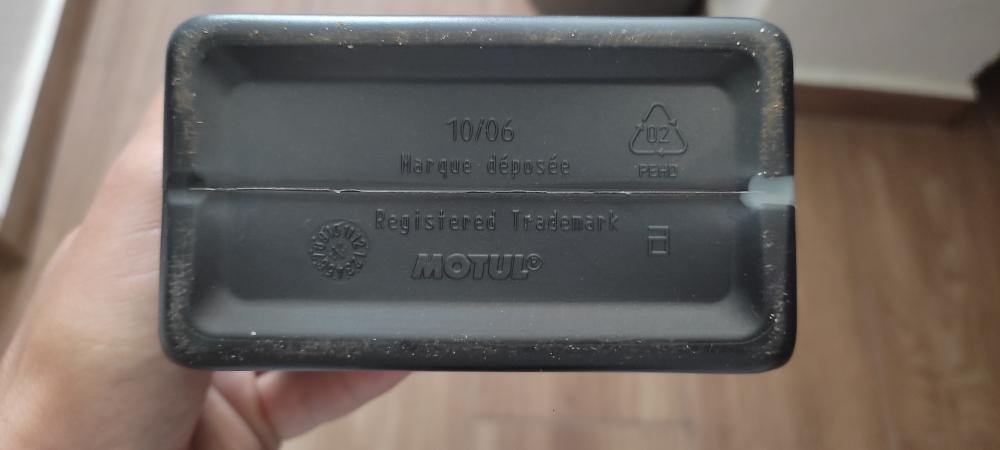 10/06
02
Marque déposée
PEHD
Registered Trademark
MOTUL®